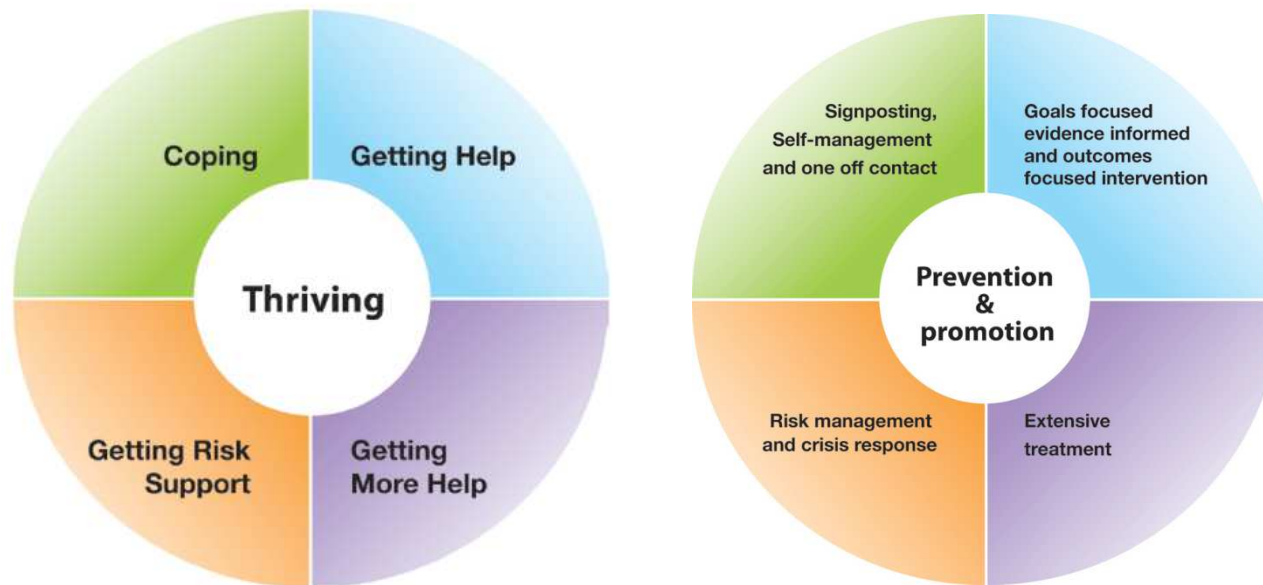 Coping
Getting Help
Thriving
Getting Risk
Support
Getting
More Help
Signposting,
Self-management
and one off contact
Goals focused
evidence informed
and outcomes
focused intervention
Prevention
&
promotion
Risk management
and crisis response
Extensive
treatment